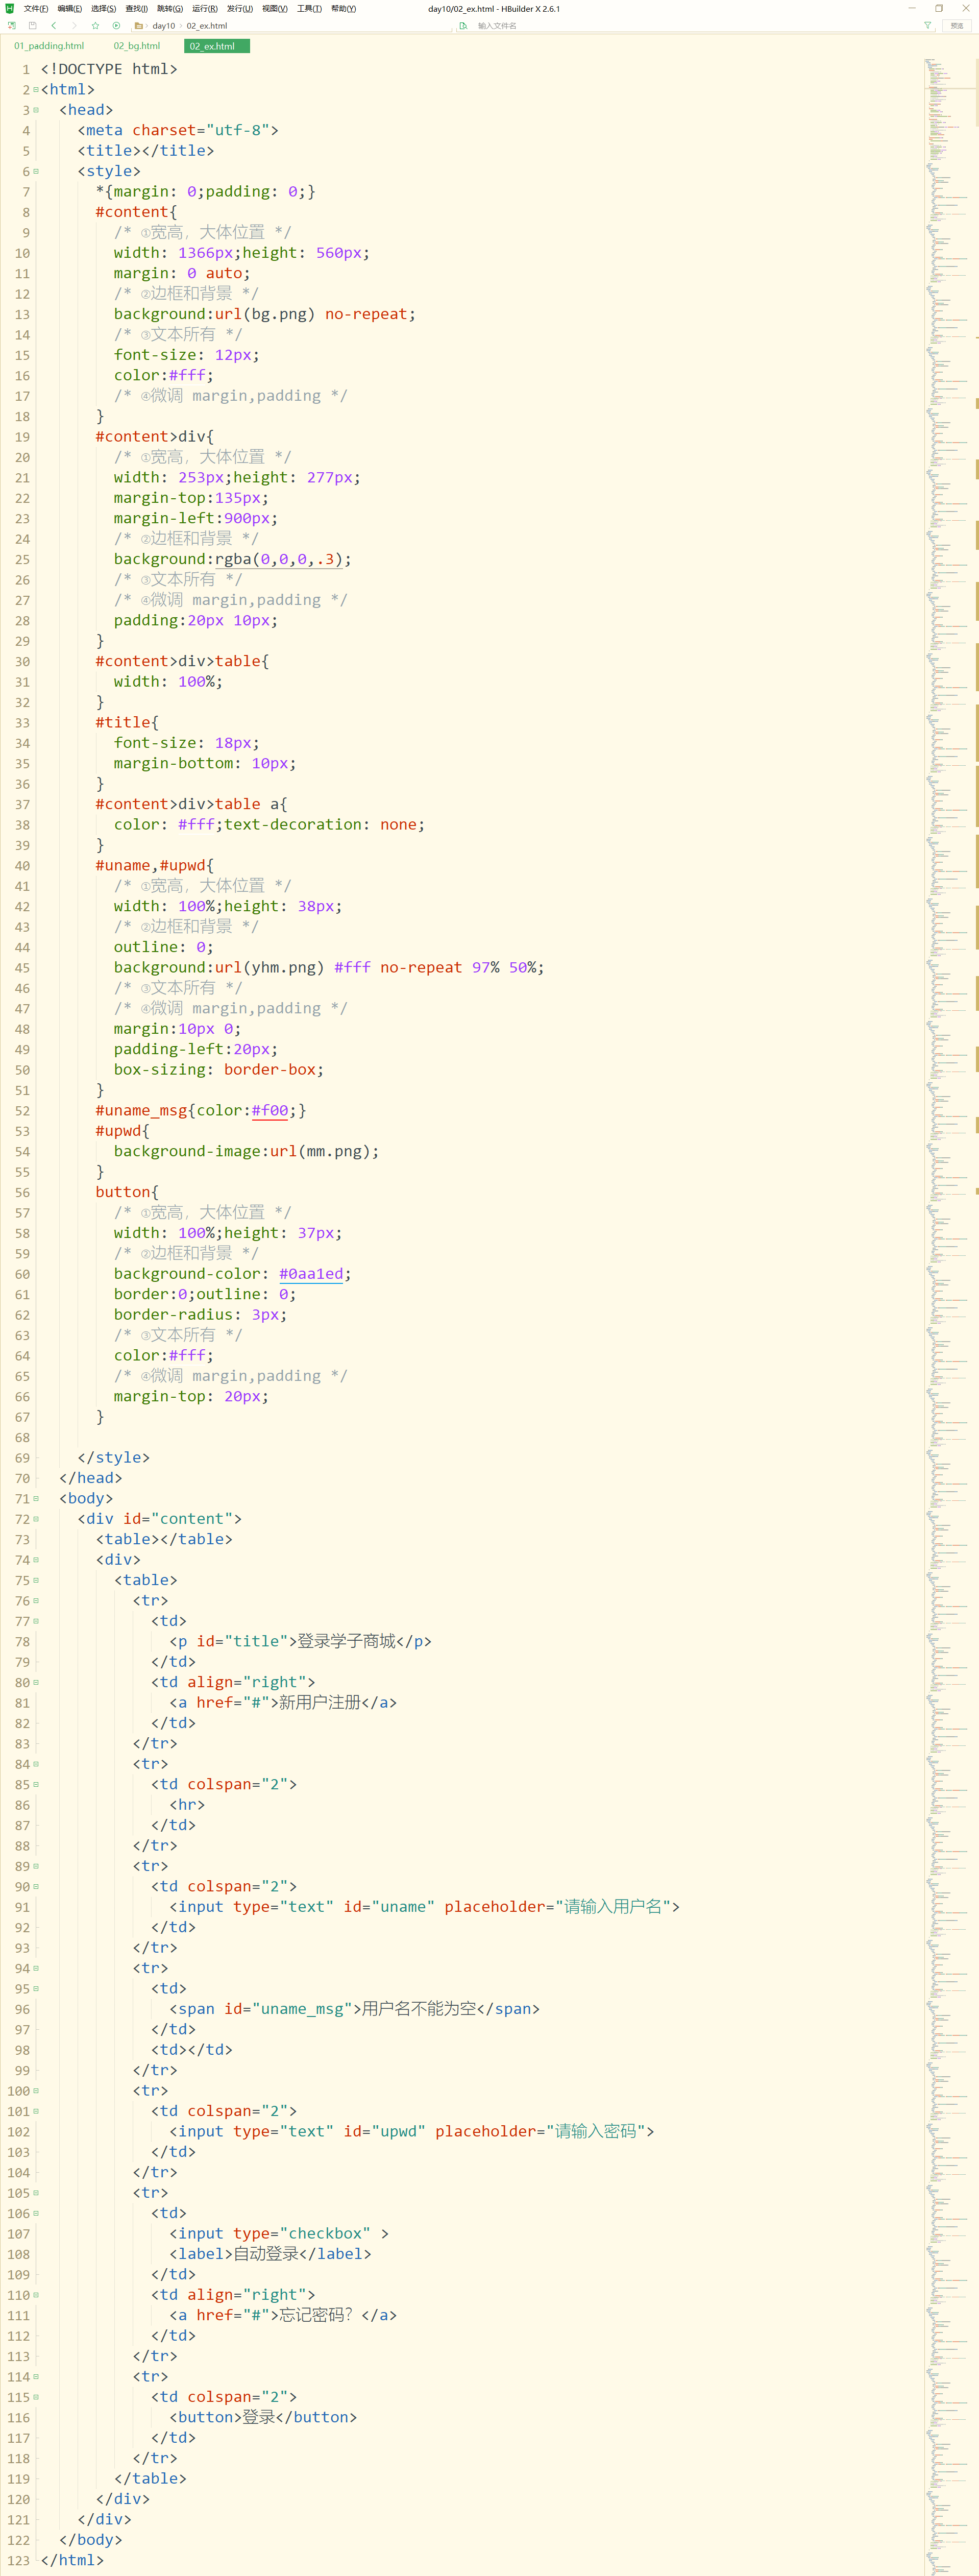 文件(F) 编辑(E) 选择(S) 查找(I) 跳转(G) 运行(R) 发行(U) 视图(V) 工具(T) 帮助(Y) day10/02_ex.html - HBuilder X 2.6.1
day10 02_ex.html 输入文件名 预览
01_padding.html 02_bg.html 02_ex.html
1 <!DOCTYPE html>
2 <html>
3 <head>
4 <meta charset="utf-8">
5 <title></title>
6 <style>
7 *{margin: 0;padding: 0;}
8 #content{
9 /* ①宽高，大体位置 */
10 width: 1366px;height: 560px;
11 margin: 0 auto;
12 /* ②边框和背景 */
13 background:url(bg.png) no-repeat;
14 /* ③文本所有 */
15 font-size: 12px;
16 color:#fff;
17 /* ④微调 margin,padding */
18 }
19 #content>div{
20 /* ①宽高，大体位置 */
21 width: 253px;height: 277px;
22 margin-top:135px;
23 margin-left:900px;
24 /* ②边框和背景 */
25 background:rgba(0,0,0,.3);
26 /* ③文本所有 */
27 /* ④微调 margin,padding */
28 padding:20px 10px;
29 }
30 #content>div>table{
31 width: 100%;
32 }
33 #title{
34 font-size: 18px;
35 margin-bottom: 10px;
36 }
37 #content>div>table a{
38 color: #fff;text-decoration: none;
39 }
40 #uname,#upwd{
41 /* ①宽高，大体位置 */
42 width: 100%;height: 38px;
43 /* ②边框和背景 */
44 outline: 0;
45 background:url(yhm.png) #fff no-repeat 97% 50%;
46 /* ③文本所有 */
47 /* ④微调 margin,padding */
48 margin:10px 0;
49 padding-left:20px;
50 box-sizing: border-box;
51 }
52 #uname_msg{color:#f00;}
53 #upwd{
54 background-image:url(mm.png);
55 }
56 button{
57 /* ①宽高，大体位置 */
58 width: 100%;height: 37px;
59 /* ②边框和背景 */
60 background-color: #0aa1ed;
61 border:0;outline: 0;
62 border-radius: 3px;
63 /* ③文本所有 */
64 color:#fff;
65 /* ④微调 margin,padding */
66 margin-top: 20px;
67 }
68
69 </style>
70 </head>
71 <body>
72 <div id="content">
73 <table></table>
74 <div>
75 <table>
76 <tr>
77 <td>
78 <p id="title">登录学子商城</p>
79 </td>
80 <td align="right">
81 <a href="#">新用户注册</a>
82 </td>
83 </tr>
84 <tr>
85 <td colspan="2">
86 <hr>
87 </td>
88 </tr>
89 <tr>
90 <td colspan="2">
91 <input type="text" id="uname" placeholder="请输入用户名">
92 </td>
93 </tr>
94 <tr>
95 <td>
96 <span id="uname_msg">用户名不能为空</span>
97 </td>
98 <td></td>
99 </tr>
100 <tr>
101 <td colspan="2">
102 <input type="text" id="upwd" placeholder="请输入密码">
103 </td>
104 </tr>
105 <tr>
106 <td>
107 <input type="checkbox" >
108 <label>自动登录</label>
109 </td>
110 <td align="right">
111 <a href="#">忘记密码？</a>
112 </td>
113 </tr>
114 <tr>
115 <td colspan="2">
116 <button>登录</button>
117 </td>
118 </tr>
119 </table>
120 </div>
121 </div>
122 </body>
123 </html>